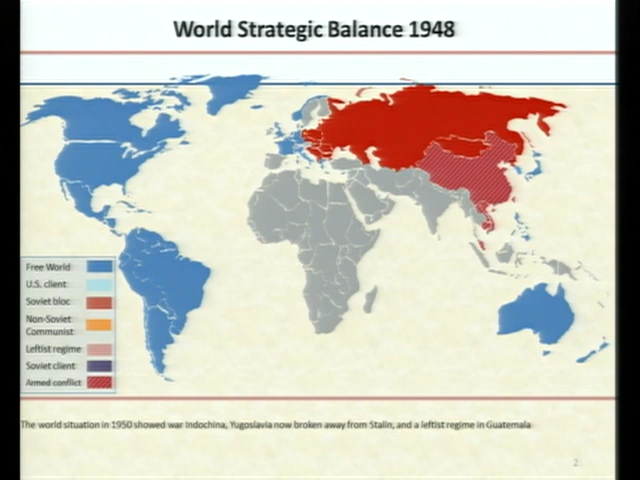 World Strategic Balance 1948
Free World
U.S. client
Soviet bloc
Non-Soviet
Communist
Leftist regime
Soviet client
Armed conflict
The world situation in 1950 showed war Indochina, Yugoslavia now broken away from Stalin, and a leftist regime in Guatemala
2